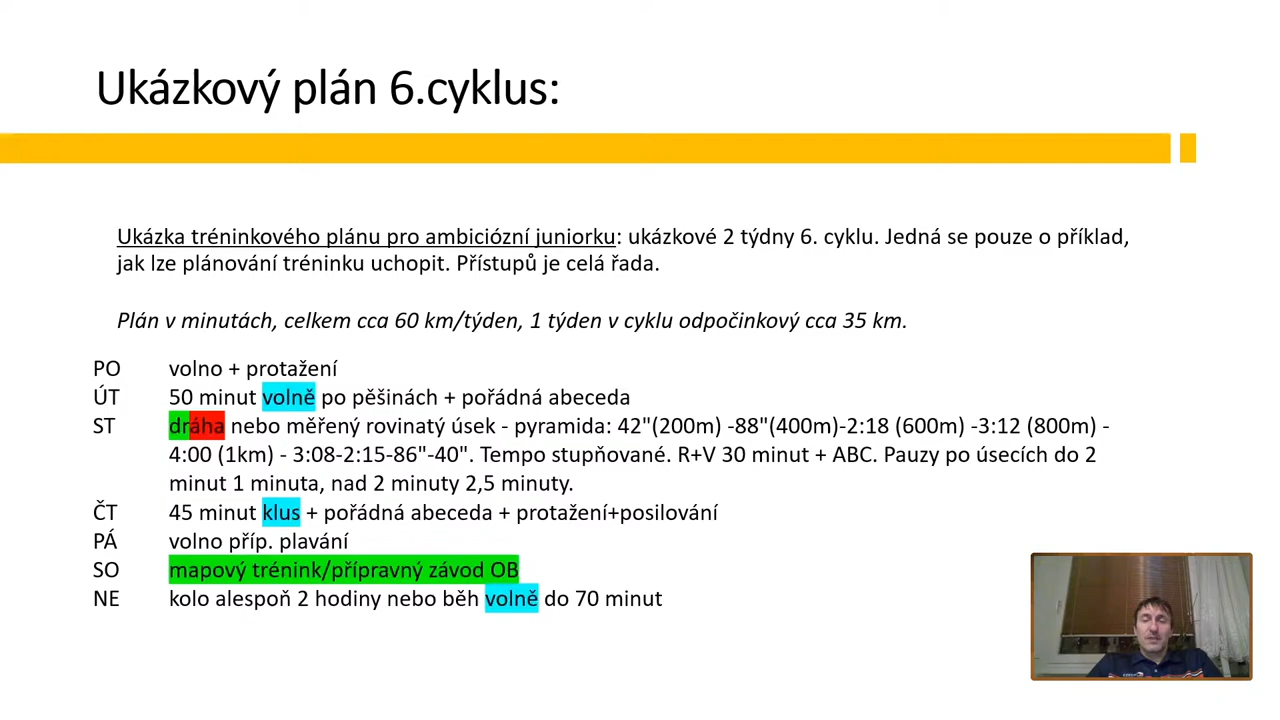 Ukázkový plán 6.cyklus:
Ukázka tréninkového plánu pro ambiciózní juniorku: ukázkové 2 týdny 6. cyklu. Jedná se pouze o příklad,
jak lze plánování tréninku uchopit. Přístupů je celá řada.
Plán v minutách, celkem cca 60 km/týden, 1 týden v cyklu odpočinkový cca 35 km.
PO volno + protažení
ÚT 50 minut volně po pěšinách + pořádná abeceda
ST dráha nebo měřený rovinatý úsek - pyramida: 42"(200m) -88"(400m)-2:18 (600m) -3:12 (800m) -
4:00 (1km) - 3:08-2:15-86"-40". Tempo stupňované. R+V 30 minut + ABC. Pauzy po úsecích do 2
minut 1 minuta, nad 2 minuty 2,5 minuty.
ČT 45 minut klus + pořádná abeceda + protažení+posilování
PÁ volno příp. plavání
SO mapový trénink/přípravný závod OB
NE kolo alespoň 2 hodiny nebo běh volně do 70 minut